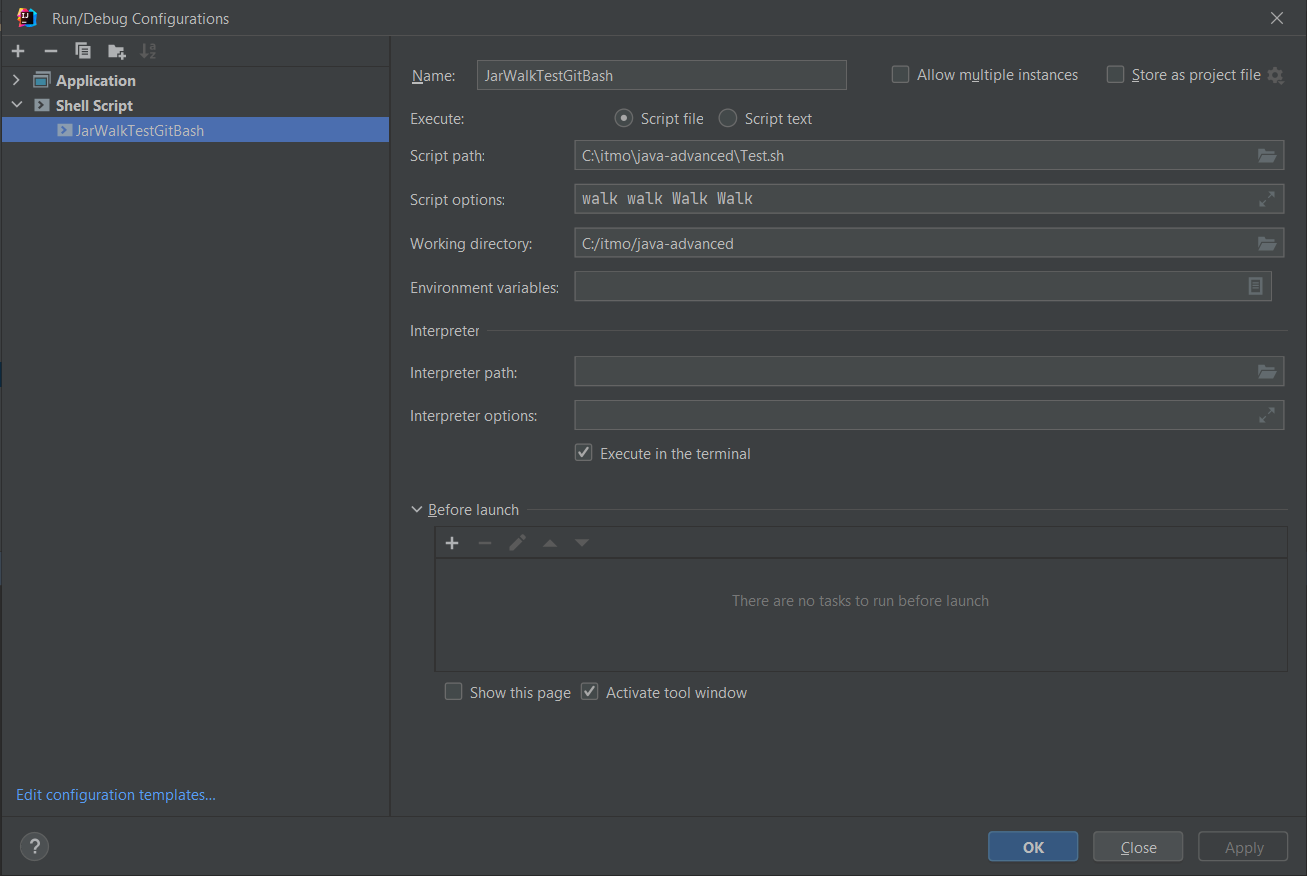 Run/Debug Configurations
Application
Shell Script
JarWalkTestGitBash
Edit configuration templates...
Name: JarWalkTestGitBash Allow multiple instances Store as project file
Execute: Script file Script text
Script path: C:\itmo\java-advanced\Test.sh
Script options: walk walk Walk Walk
Working directory: C:/itmo/java-advanced
Environment variables:
Interpreter
Interpreter path:
Interpreter options:
Execute in the terminal
Before launch
There are no tasks to run before launch
Show this page Activate tool window
? OK Close Apply